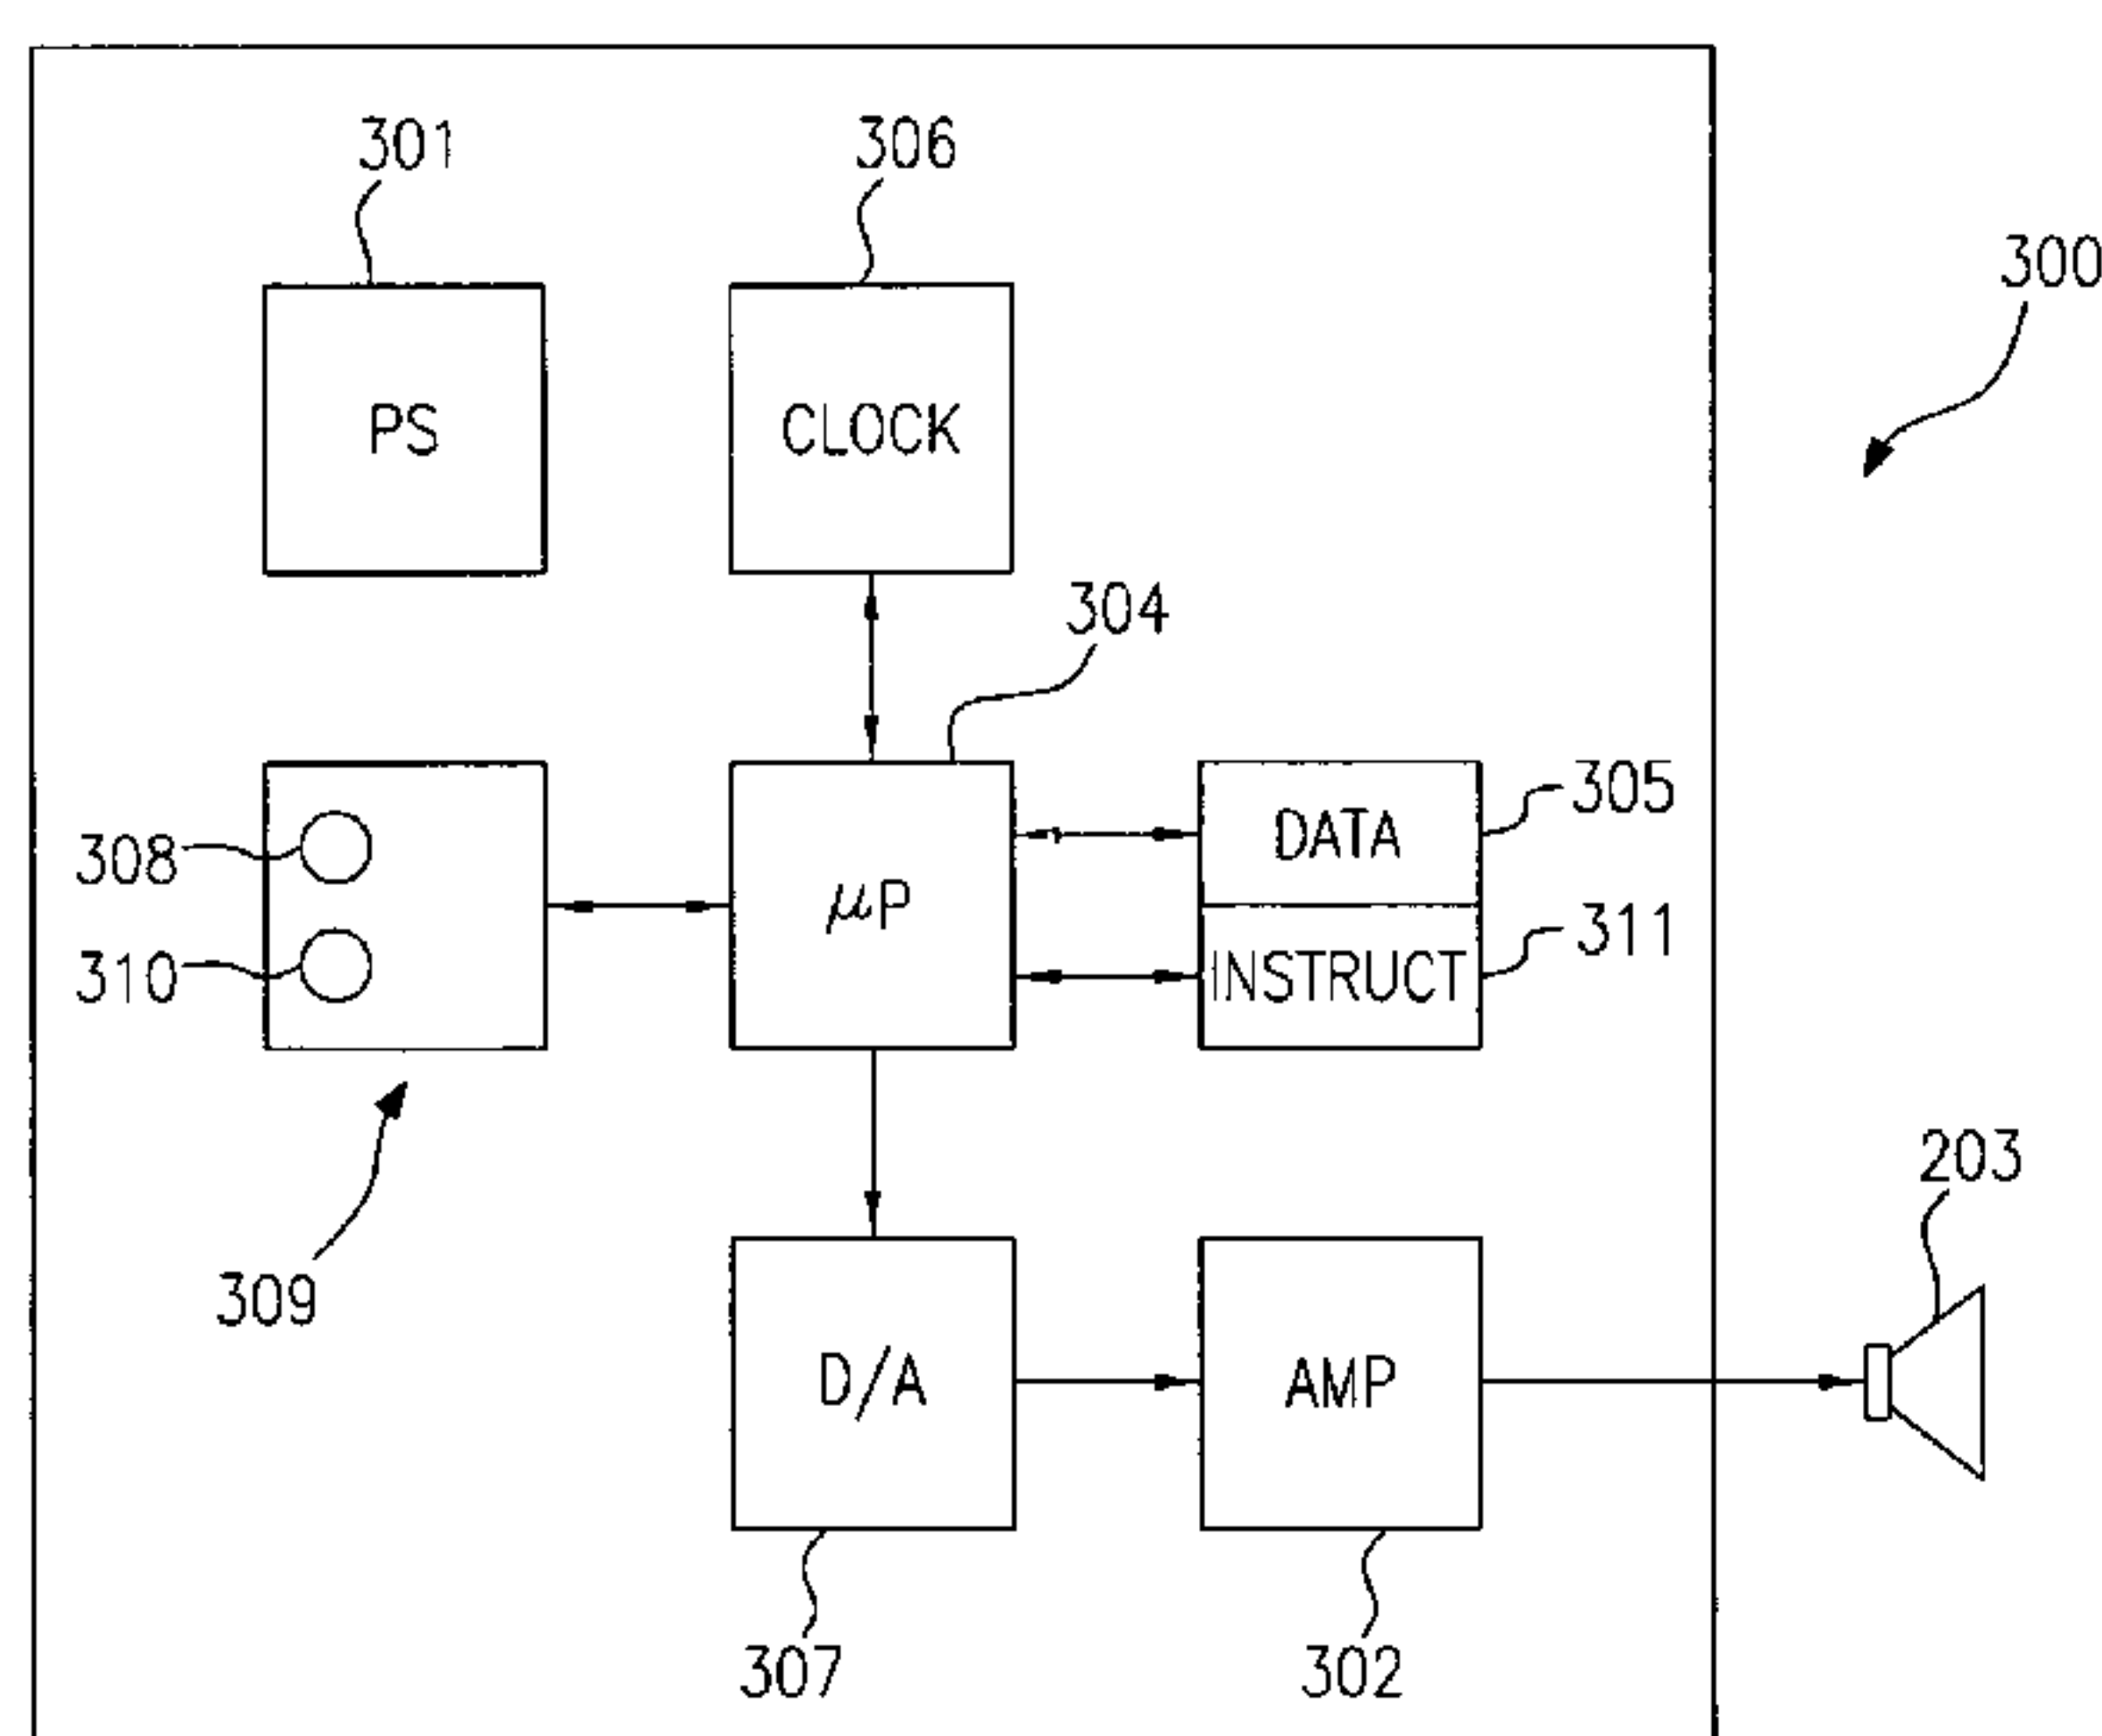 301
306
300
PS
CLOCK
304
305
DATA
308
μP
311
310
INSTRUCT
309
203
D/A
AMP
307
302